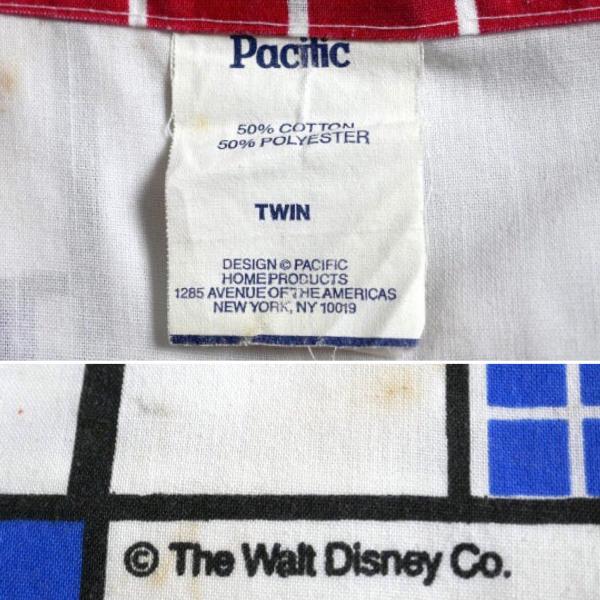 Pacific
50% COTTON
50% POLYESTER
TWIN
DESIGN © PACIFIC
HOME PRODUCTS
1285 AVENUE OF THE AMERICAS
NEW YORK, NY 10019
© The Walt Disney Co.